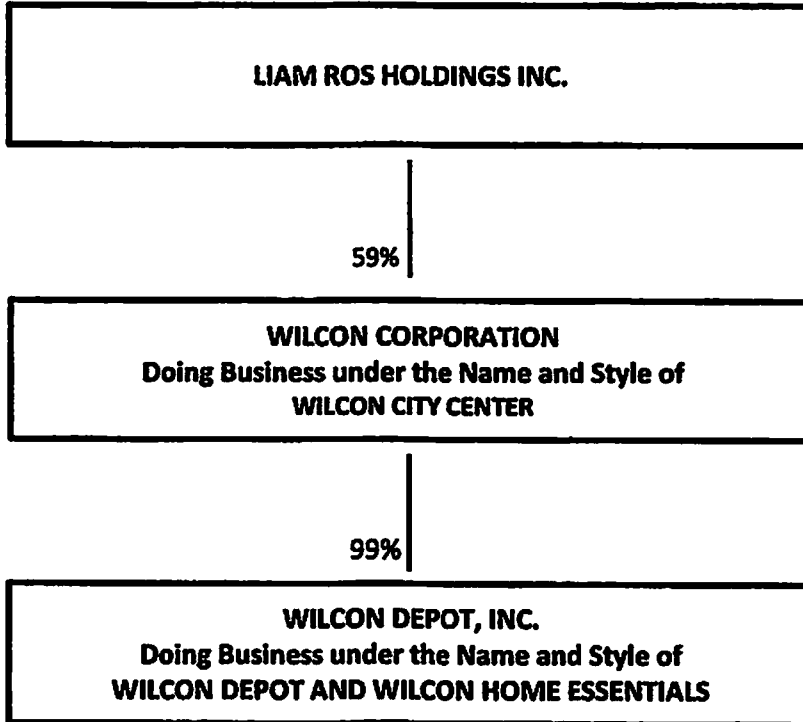 LIAM ROS HOLDINGS INC.
59%
WILCON CORPORATION
Doing Business under the Name and Style of
WILCON CITY CENTER
99%
WILCON DEPOT, INC.
Doing Business under the Name and Style of
WILCON DEPOT AND WILCON HOME ESSENTIALS